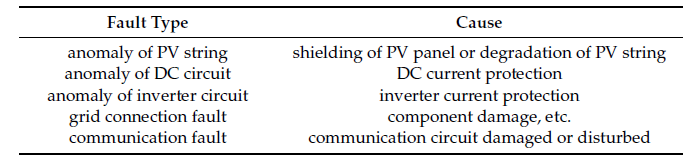 Fault Type Cause
anomaly of PV string shielding of PV panel or degradation of PV string
anomaly of DC circuit DC current protection
anomaly of inverter circuit inverter current protection
grid connection fault component damage, etc.
communication fault communication circuit damaged or disturbed